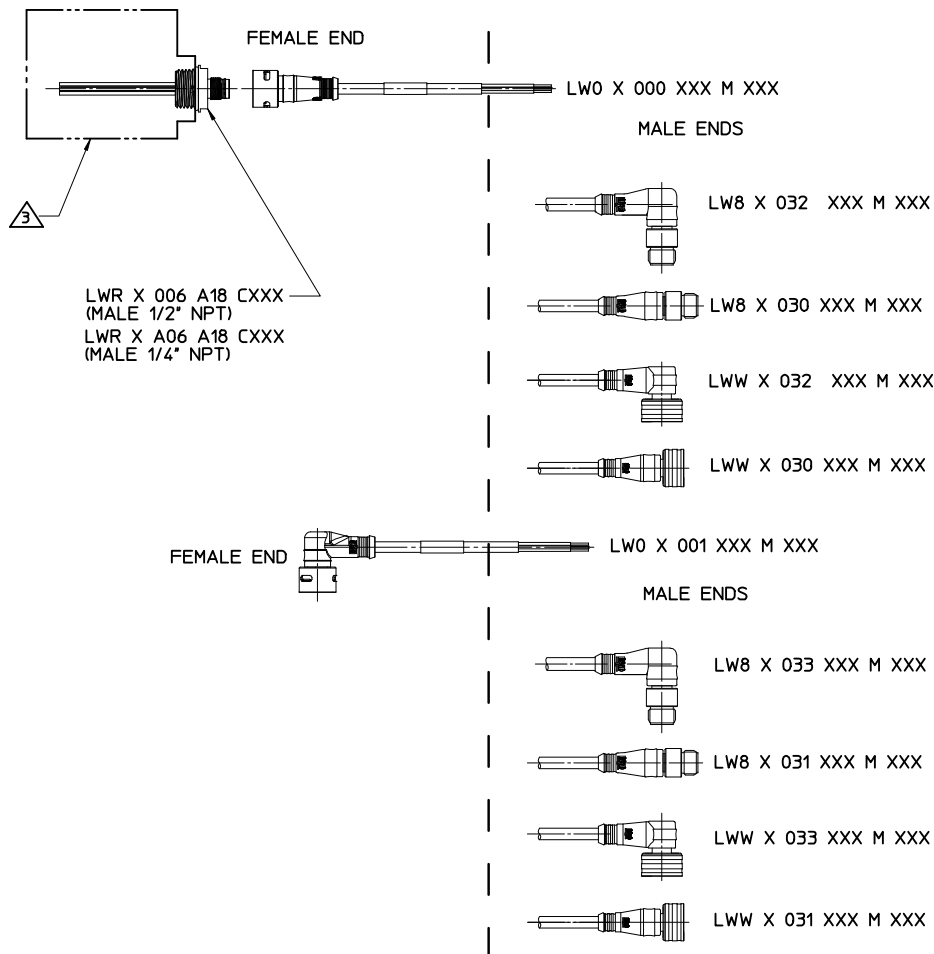 FEMALE END
LW0 X 000 XXX M XXX
MALE ENDS
3
LW8 X 032 XXX M XXX
LWR X 006 A18 CXXX
(MALE 1/2" NPT)
LWR X A06 A18 CXXX
(MALE 1/4" NPT)
LW8 X 030 XXX M XXX
LWW X 032 XXX M XXX
LWW X 030 XXX M XXX
FEMALE END
LW0 X 001 XXX M XXX
MALE ENDS
LW8 X 033 XXX M XXX
LW8 X 031 XXX M XXX
LWW X 033 XXX M XXX
LWW X 031 XXX M XXX